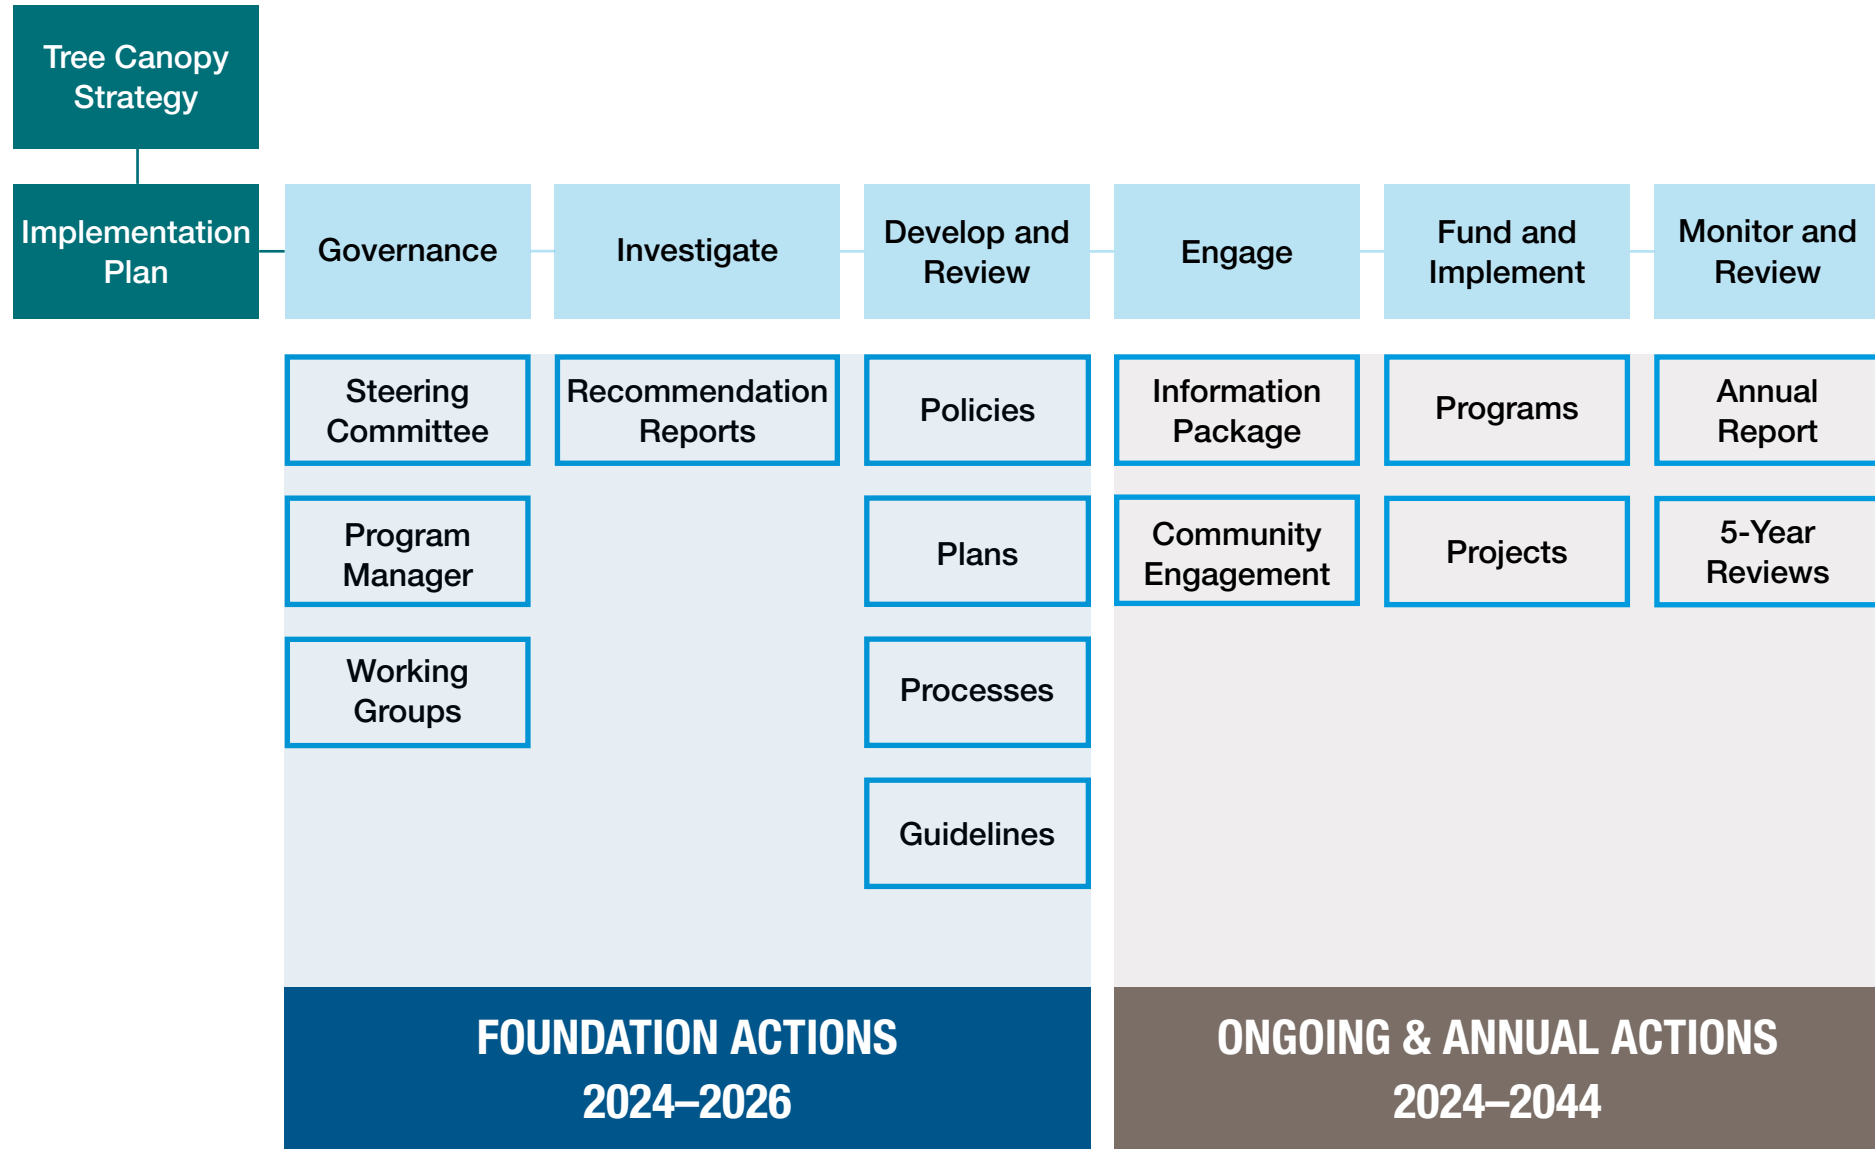 Tree Canopy
Strategy
Implementation
Plan
Governance
Investigate
Develop and
Review
Engage
Fund and
Implement
Monitor and
Review
Steering
Committee
Recommendation
Reports
Policies
Information
Package
Programs
Annual
Report
Program
Manager
Plans
Community
Engagement
Projects
5-Year
Reviews
Working
Groups
Processes
Guidelines
FOUNDATION ACTIONS
2024–2026
ONGOING & ANNUAL ACTIONS
2024–2044